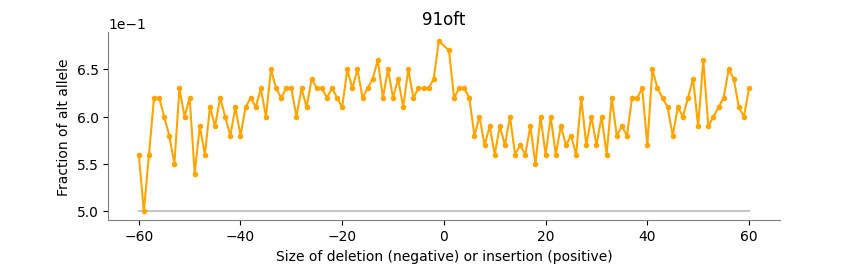 91oft
1e−1
Fraction of alt allele
6.5
6.0
5.5
5.0
−60 −40 −20 0 20 40 60
Size of deletion (negative) or insertion (positive)